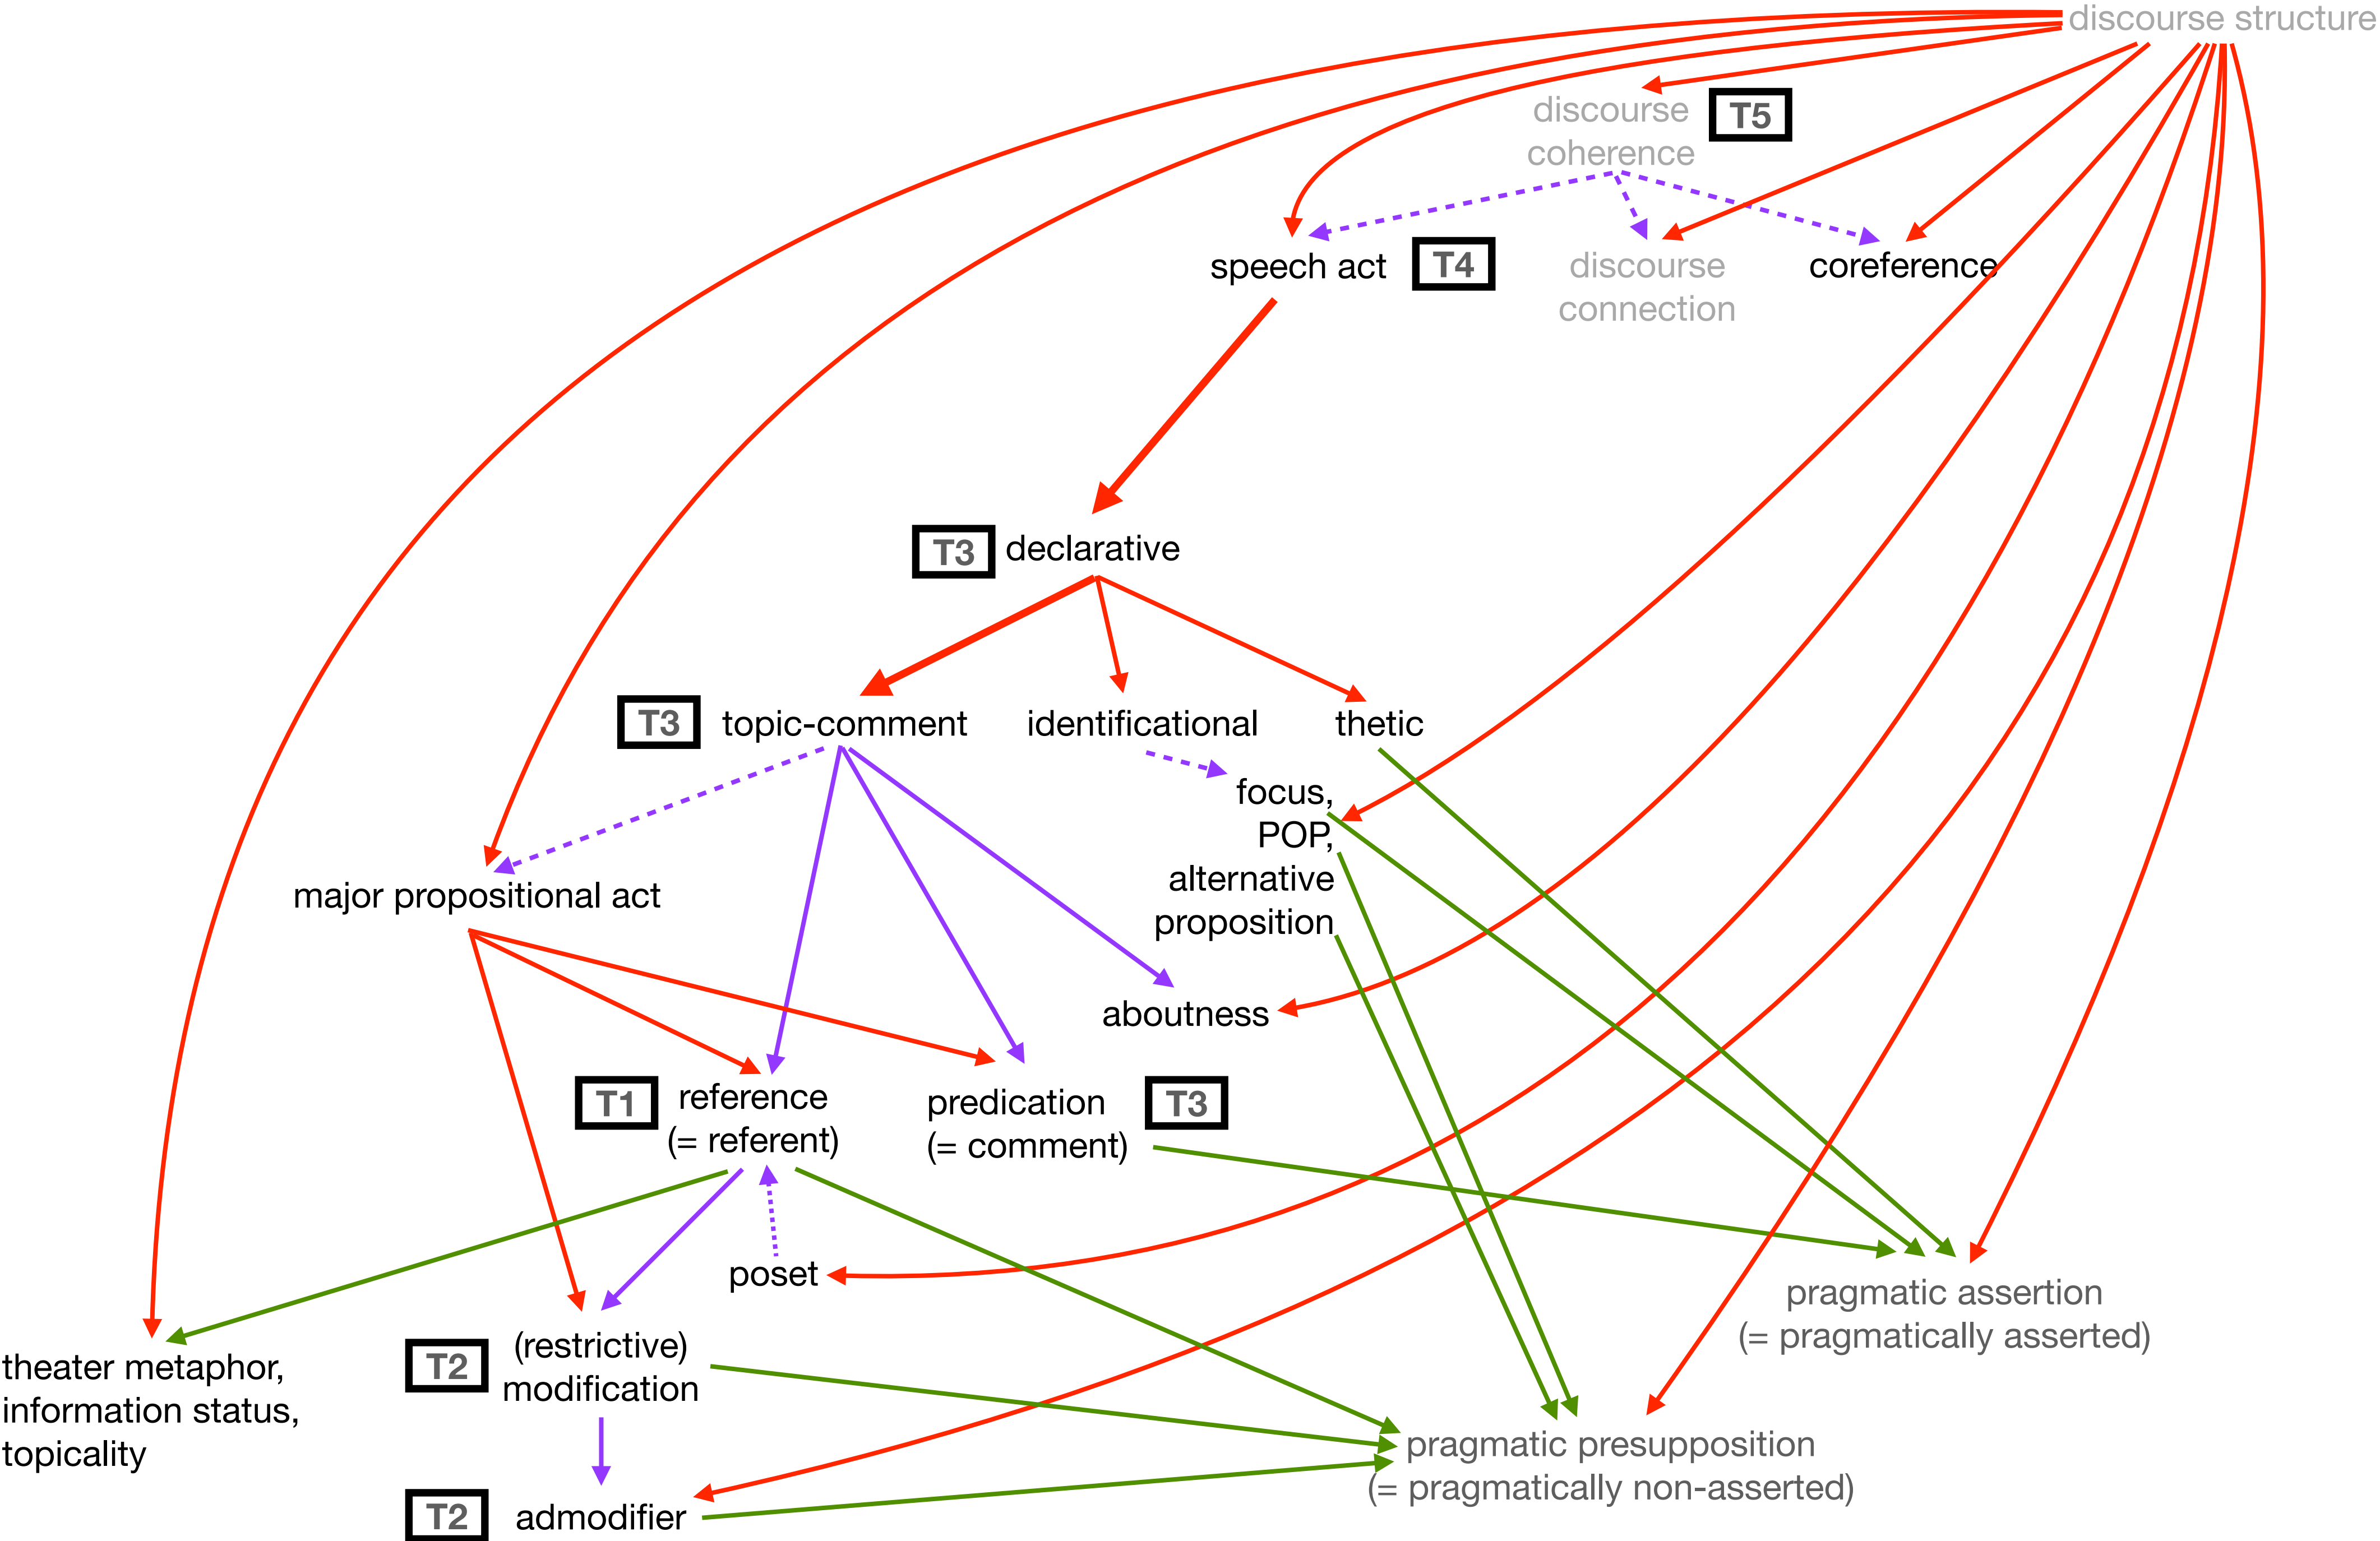 discourse structure
discourse
coherence
T5
speech act
T4
discourse
connection
coreference
T3
declarative
T3
topic-comment
identificational
thetic
focus,
POP,
alternative
proposition
major propositional act
aboutness
T1
reference
(= referent)
predication
(= comment)
T3
poset
pragmatic assertion
(= pragmatically asserted)
theater metaphor,
information status,
topicality
T2
(restrictive)
modification
pragmatic presupposition
(= pragmatically non-asserted)
T2
admodifier